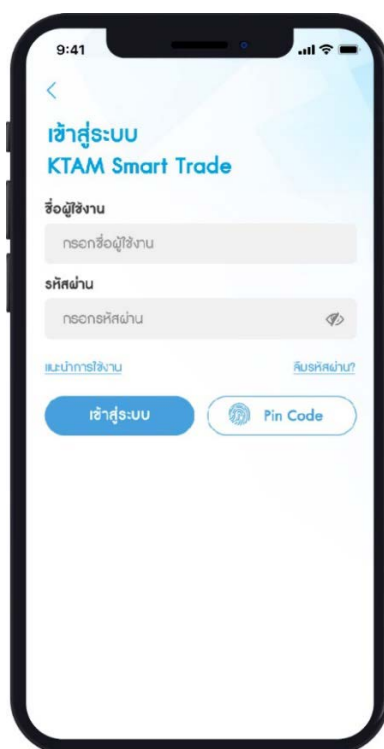 9:41
เข้าสู่ระบบ
KTAM Smart Trade
ชื่อผู้ใช้งาน
กรอกชื่อผู้ใช้งาน
รหัสผ่าน
กรอกรหัสผ่าน
แนะนำการใช้งาน ลืมรหัสผ่าน?
เข้าสู่ระบบ Pin Code